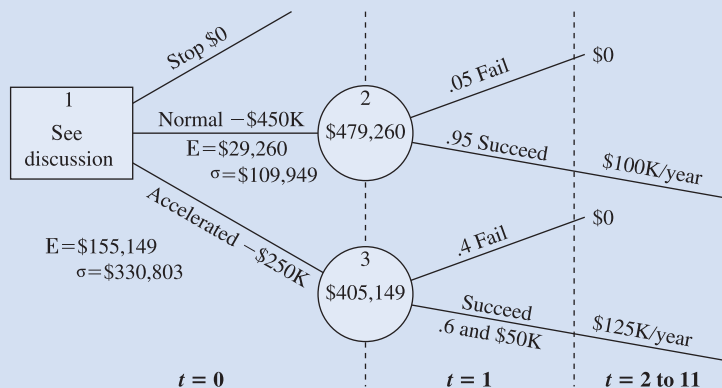 Stop $0
1
See
discussion
Normal −$450K
E=$29,260
σ=$109,949
Accelerated −$250K
E=$155,149
σ=$330,803
2
$479,260
.05 Fail
$0
.95 Succeed
$100K/year
3
$405,149
.4 Fail
$0
Succeed
.6 and $50K
$125K/year
t = 0
t = 1
t = 2 to 11